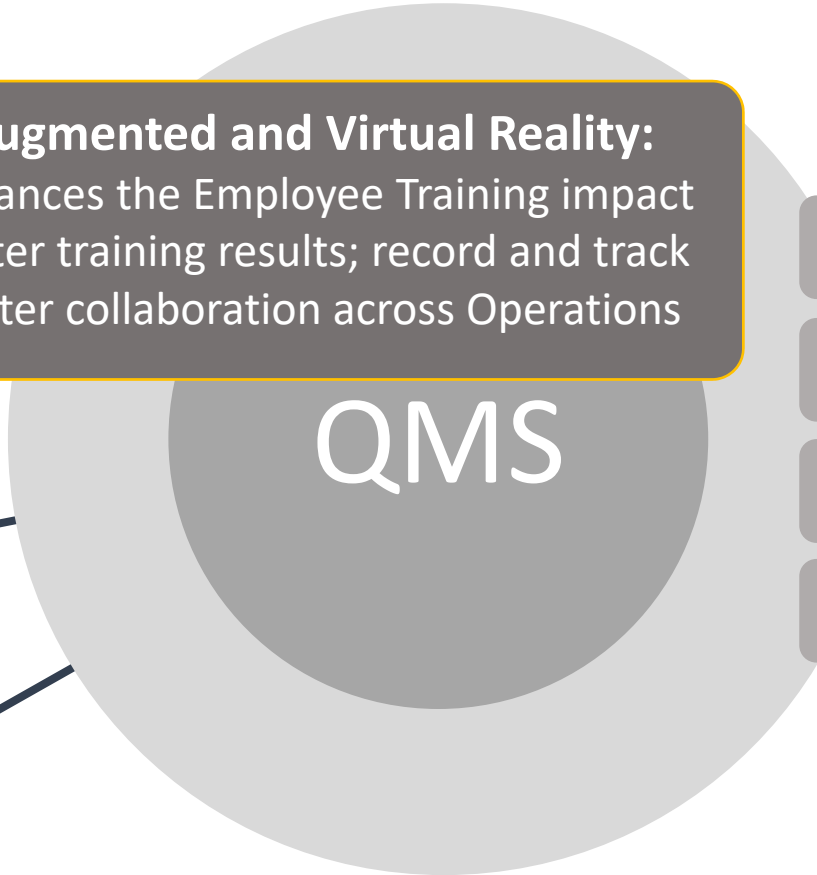 ugmented and Virtual Reality:
ances the Employee Training impact
ter training results; record and track
ter collaboration across Operations
QMS